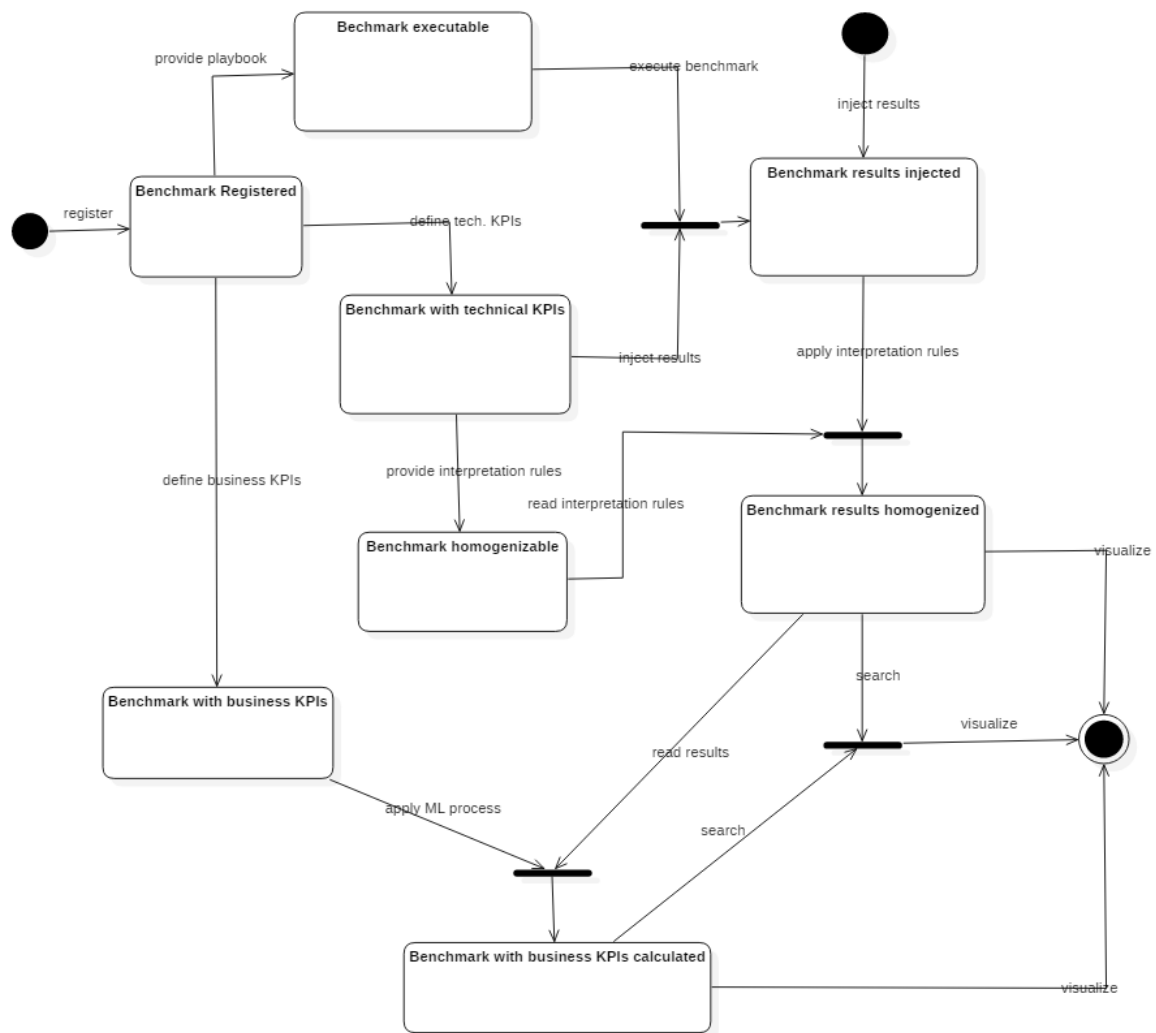 Bechmark executable
provide playbook
execute benchmark
inject results
Benchmark results injected
Benchmark Registered
register
define tech. KPIs
Benchmark with technical KPIs
inject results
apply interpretation rules
provide interpretation rules
define business KPIs
read interpretation rules
Benchmark results homogenized
Benchmark homogenizable
visualize
search
Benchmark with business KPIs
visualize
read results
apply ML process
search
Benchmark with business KPIs calculated
visualize